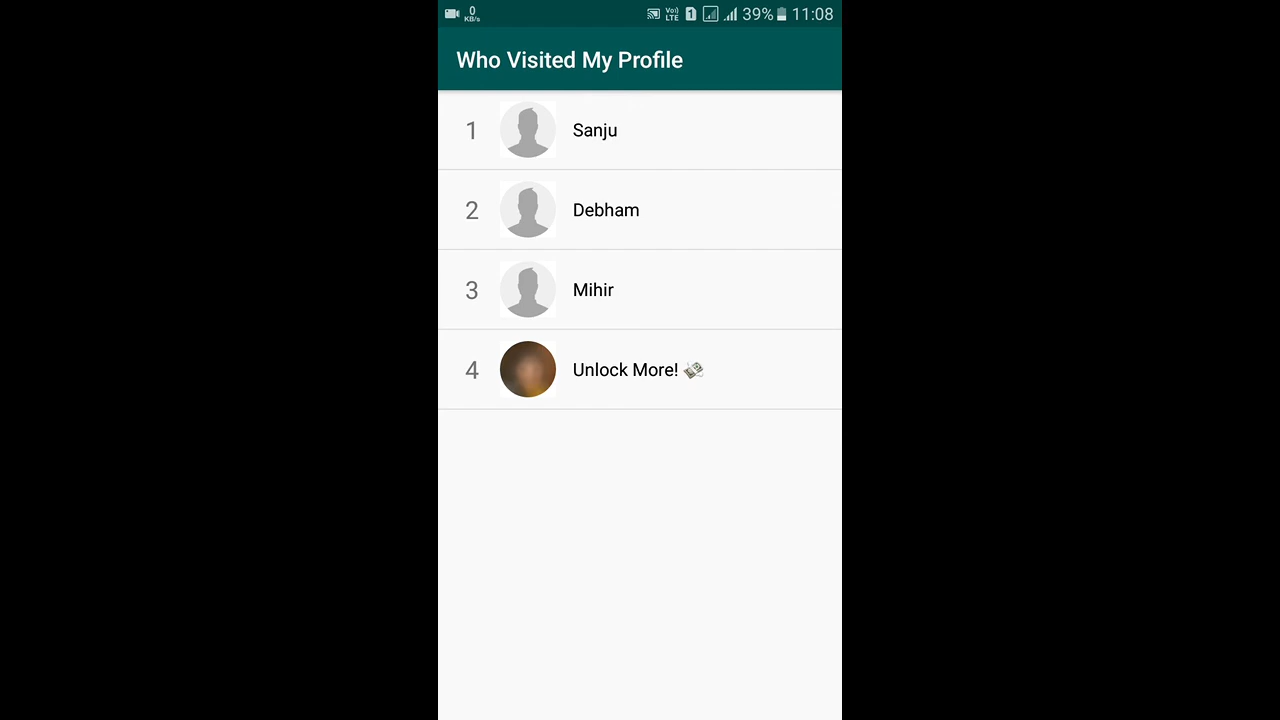 0
KB/s
Vo))
LTE
1
39%
11:08
Who Visited My Profile
1
Sanju
2
Debham
3
Mihir
4
Unlock More! 💸